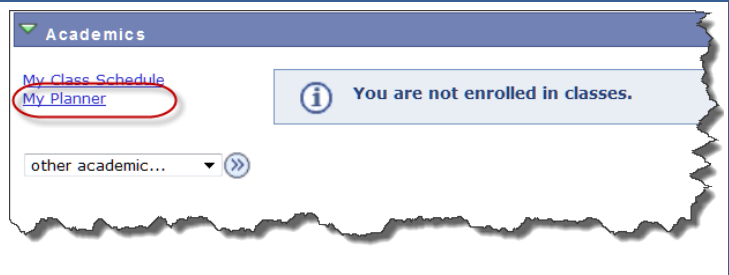 Academics
My Class Schedule
My Planner
You are not enrolled in classes.
other academic...